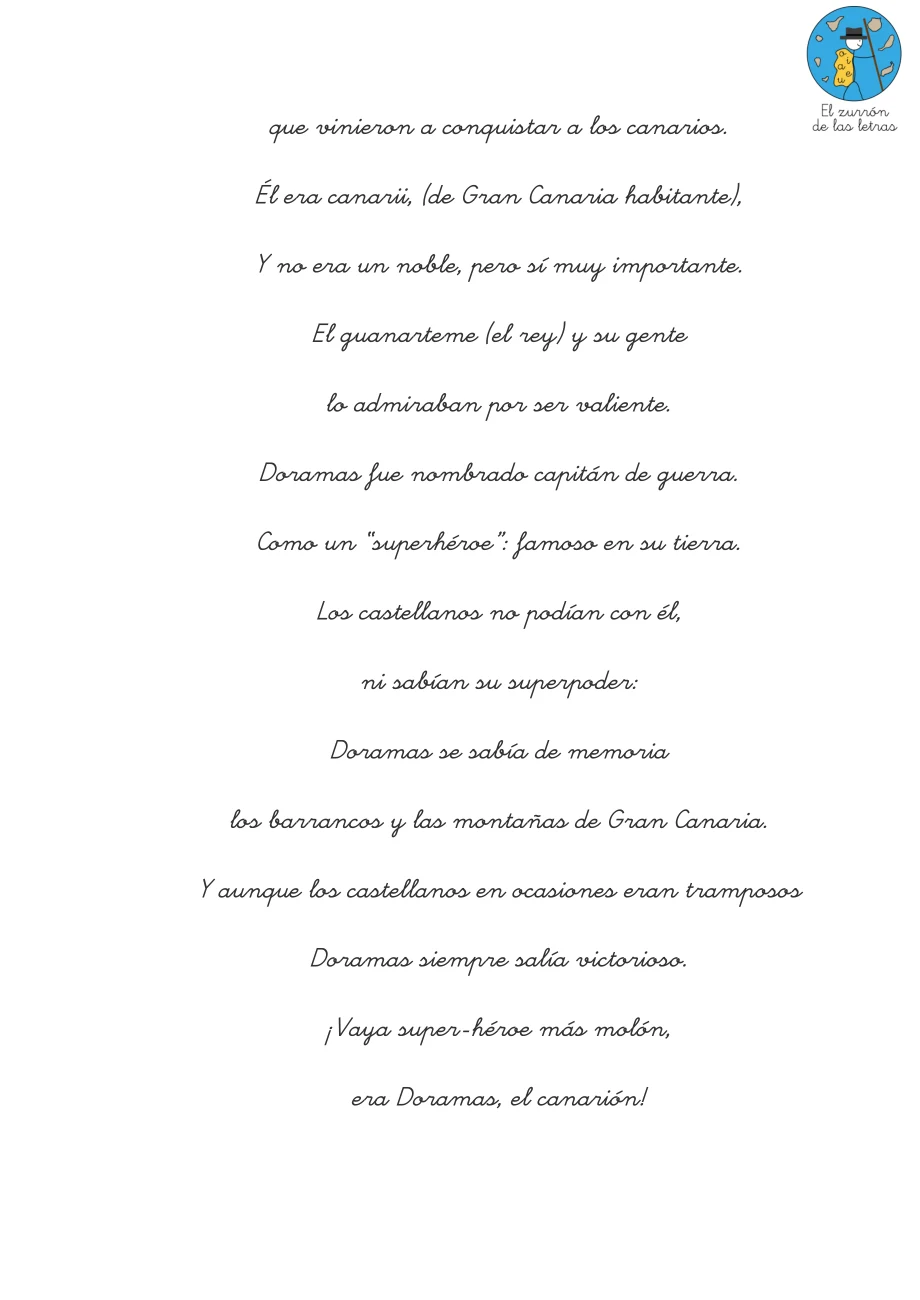 El zurrón
de las letras
que vinieron a conquistar a los canarios.
Él era canarii, (de Gran Canaria habitante),
Y no era un noble, pero sí muy importante.
El guanarteme (el rey) y su gente
lo admiraban por ser valiente.
Doramas fue nombrado capitán de guerra.
Como un “superhéroe”: famoso en su tierra.
Los castellanos no podían con él,
ni sabían su superpoder:
Doramas se sabía de memoria
los barrancos y las montañas de Gran Canaria.
Y aunque los castellanos en ocasiones eran tramposos
Doramas siempre salía victorioso.
¡Vaya super-héroe más molón,
era Doramas, el canarión!